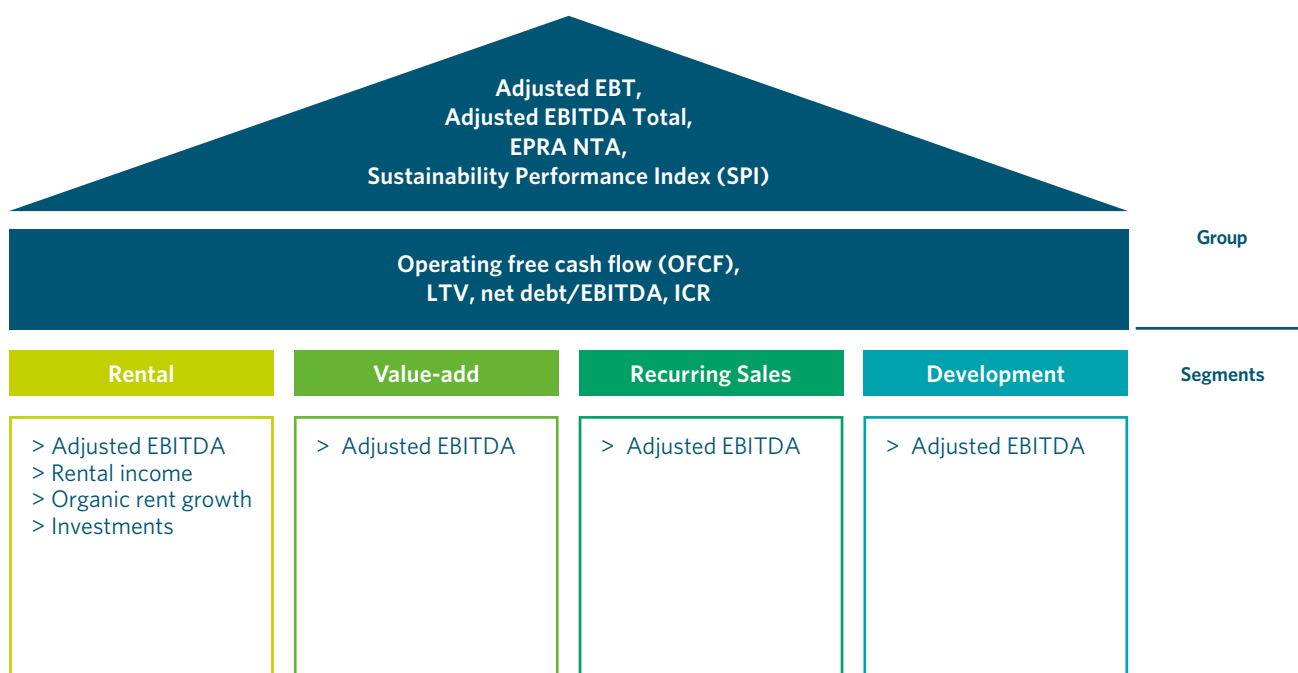 Adjusted EBT,
Adjusted EBITDA Total,
EPRA NTA,
Sustainability Performance Index (SPI)
Group
Operating free cash flow (OFCF),
LTV, net debt/EBITDA, ICR
Rental
Value-add
Recurring Sales
Development
Segments
> Adjusted EBITDA
> Rental income
> Organic rent growth
> Investments
> Adjusted EBITDA
> Adjusted EBITDA
> Adjusted EBITDA